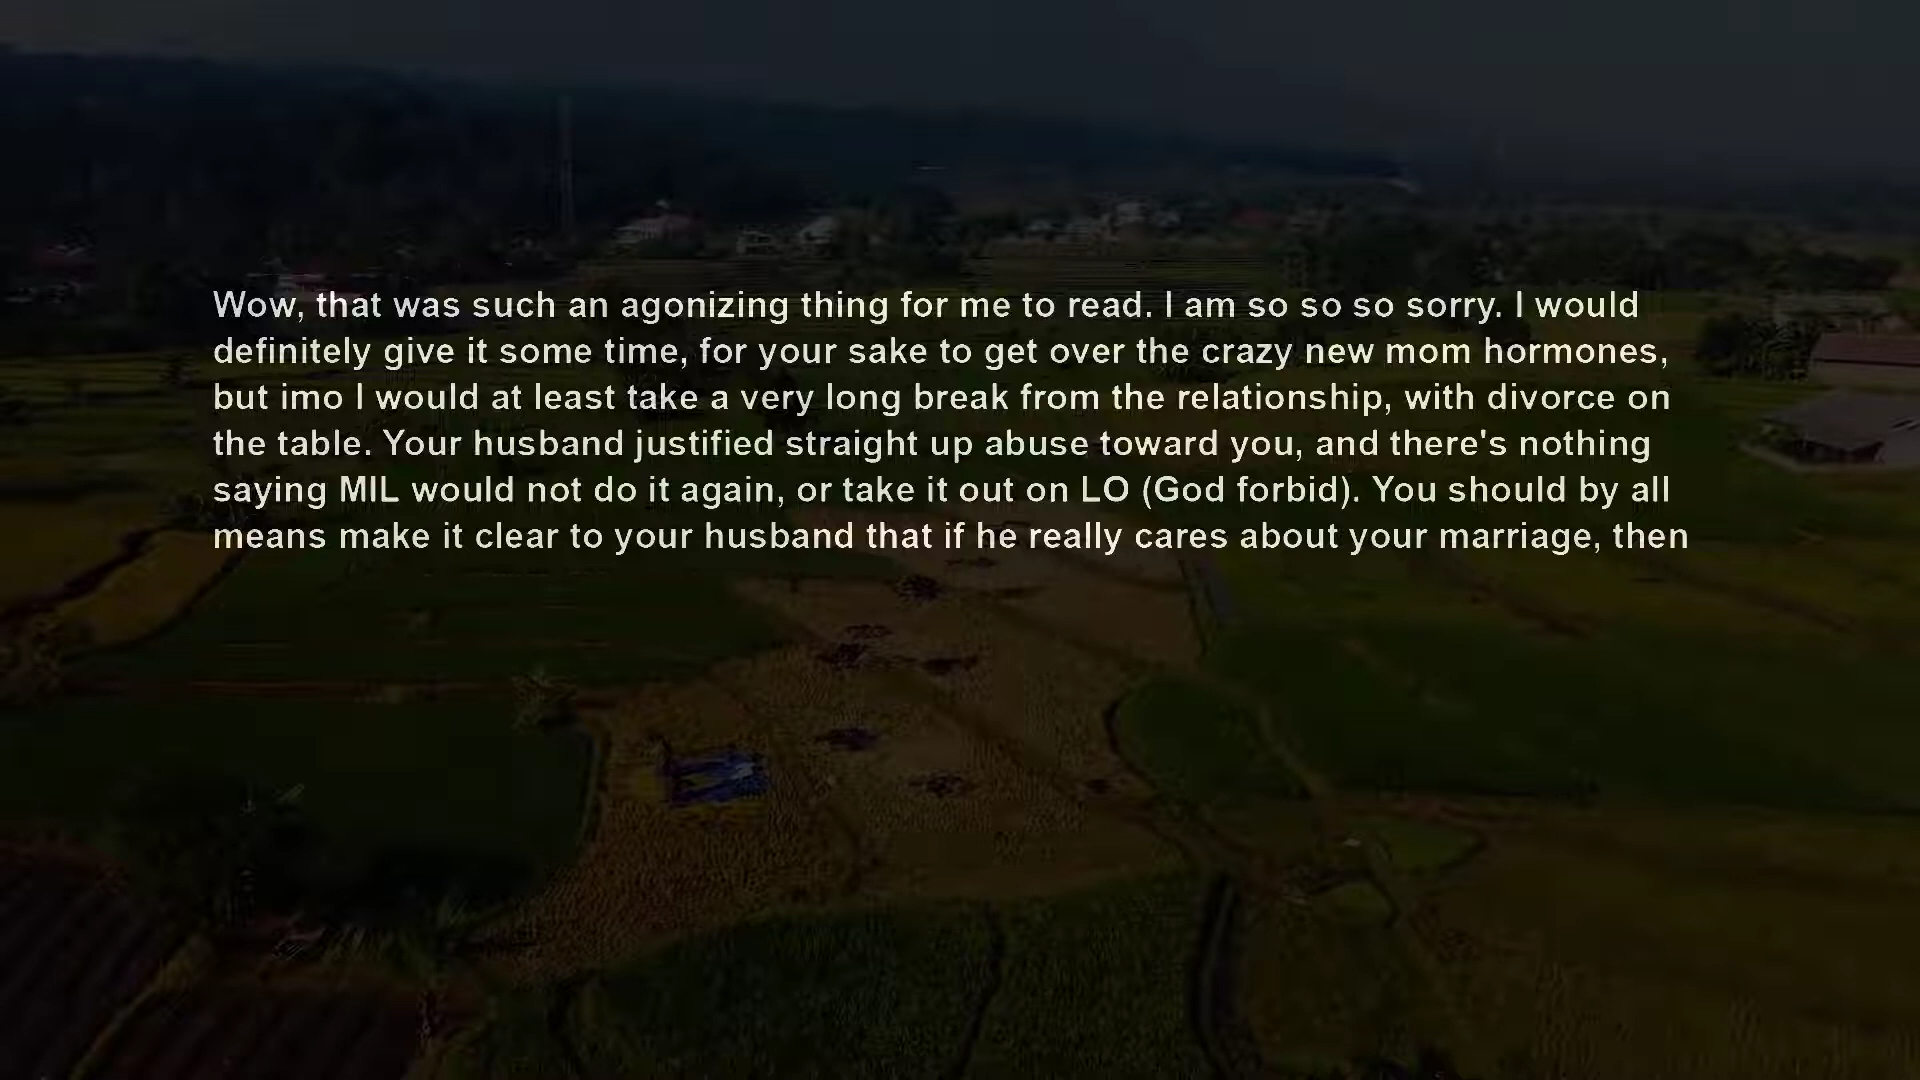 Wow, that was such an agonizing thing for me to read. I am so so so sorry. I would
definitely give it some time, for your sake to get over the crazy new mom hormones,
but imo I would at least take a very long break from the relationship, with divorce on
the table. Your husband justified straight up abuse toward you, and there's nothing
saying MIL would not do it again, or take it out on LO (God forbid). You should by all
means make it clear to your husband that if he really cares about your marriage, then